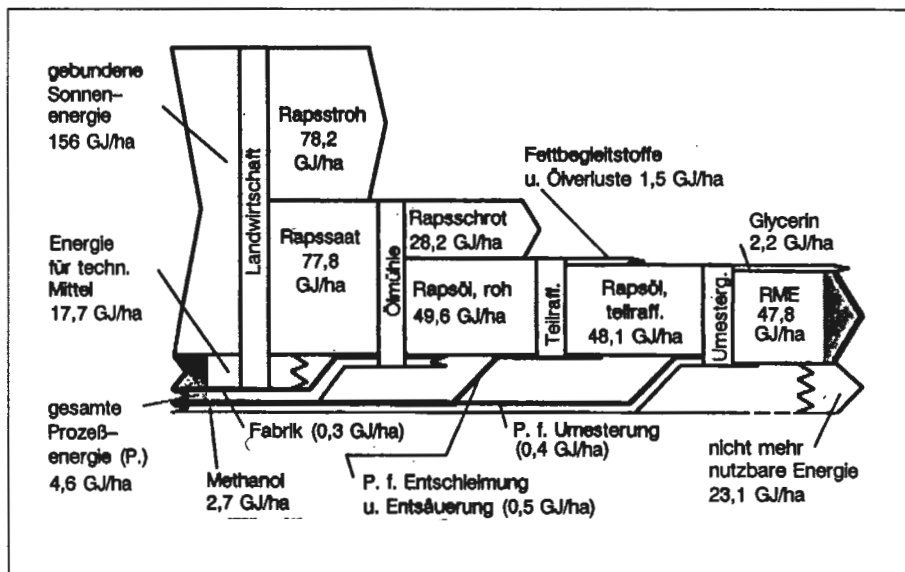 gebundene
Sonnen-
energie
156 GJ/ha
Landwirtschaft
Rapsstroh
78,2
GJ/ha
Fettbegleitstoffe
u. Ölverluste 1,5 GJ/ha
Energie
für techn.
Mittel
17,7 GJ/ha
Rapssaat
77,8
GJ/ha
Ölmühle
Rapsschrot
28,2 GJ/ha
Rapsöl, roh
49,6 GJ/ha
Teilraff.
Rapsöl,
teilraff.
48,1 GJ/ha
Umesterg.
Glycerin
2,2 GJ/ha
RME
47,8
GJ/ha
gesamte
Prozeß-
energie (P.)
4,6 GJ/ha
Fabrik (0,3 GJ/ha)
Methanol
2,7 GJ/ha
P. f. Entschleimung
u. Entsäuerung (0,5 GJ/ha)
P. f. Umesterung
(0,4 GJ/ha)
nicht mehr
nutzbare Energie
23,1 GJ/ha